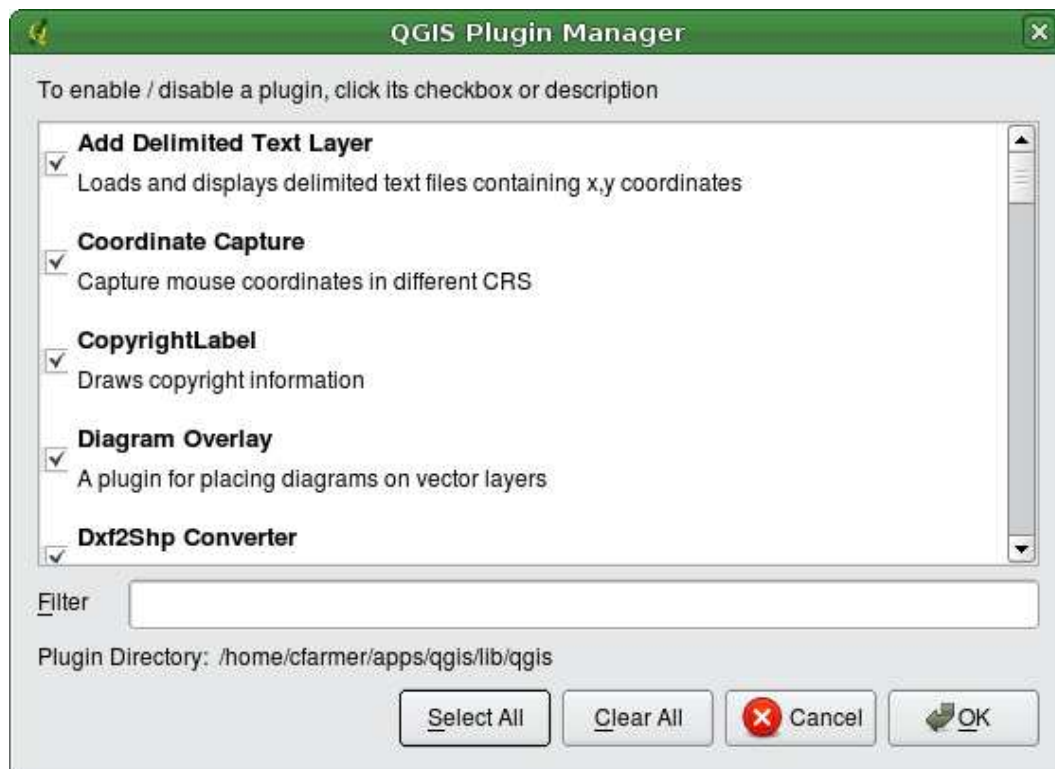 QGIS Plugin Manager
To enable / disable a plugin, click its checkbox or description
Add Delimited Text Layer
Loads and displays delimited text files containing x,y coordinates
Coordinate Capture
Capture mouse coordinates in different CRS
CopyrightLabel
Draws copyright information
Diagram Overlay
A plugin for placing diagrams on vector layers
Dxf2Shp Converter
Filter
Plugin Directory: /home/cfarmer/apps/qgis/lib/qgis
Select All Clear All Cancel OK